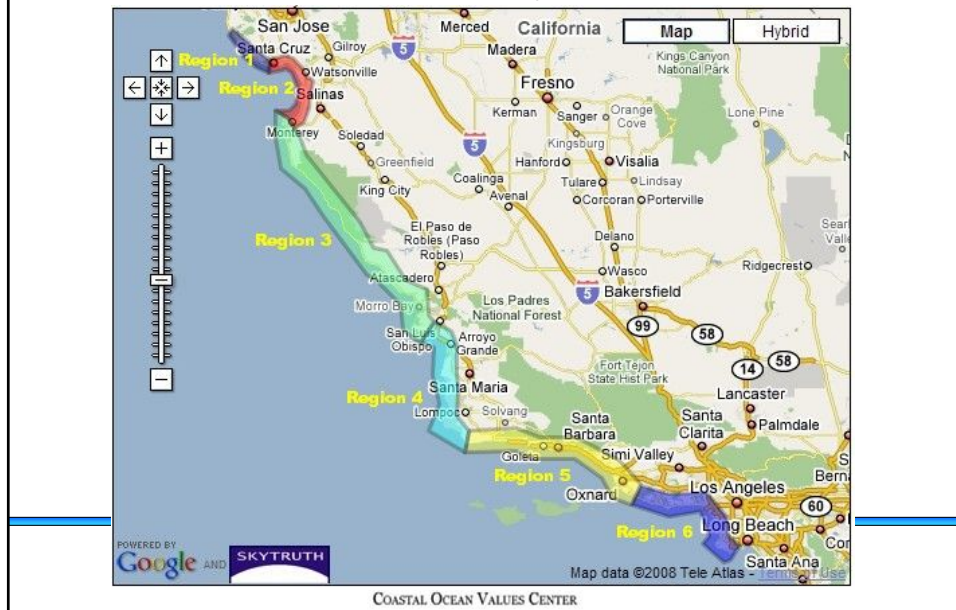 San Jose
Merced
California
Map
Hybrid
Santa Cruz
Gilroy
Madera
Kings Canyon
National Park
Region 1
Watsonville
Fresno
Region 2
Salinas
Kerman
Sanger
Orange
Cove
Lone Pine
Monterey
Soledad
Kingsburg
Greenfield
Hanford
Visalia
King City
Coalinga
Tulare
Lindsay
Avenal
Corcoran
Porterville
El Paso de
Robles (Paso
Robles)
Region 3
Delano
Atascadero
Wasco
Ridgecrest
5
5
5
Morro Bay
Los Padres
National Forest
Bakersfield
San Luis
Obispo
Arroyo
Grande
99
58
Fort Tejon
State Hist Park
14
58
Santa Maria
Region 4
Lompoc
Solvang
Lancaster
Santa
Barbara
Santa
Clarita
Palmdale
Goleta
Simi Valley
Region 5
Oxnard
Los Angeles
60
Region 6
Long Beach
Santa Ana
POWERED BY
Google AND SKYTRUTH
Map data ©2008 Tele Atlas - Terms of Use
COASTAL OCEAN VALUES CENTER